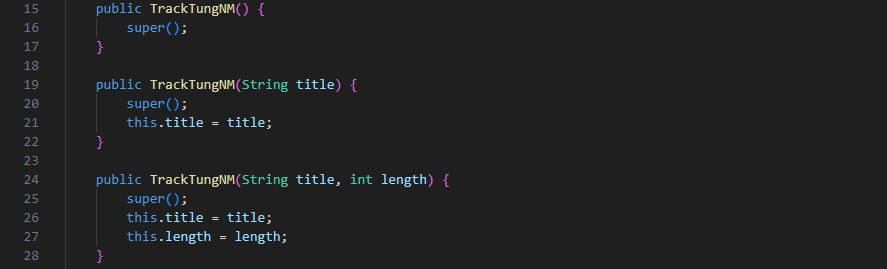 15 public TrackTungNM() {
16 super();
17 }
18
19 public TrackTungNM(String title) {
20 super();
21 this.title = title;
22 }
23
24 public TrackTungNM(String title, int length) {
25 super();
26 this.title = title;
27 this.length = length;
28 }